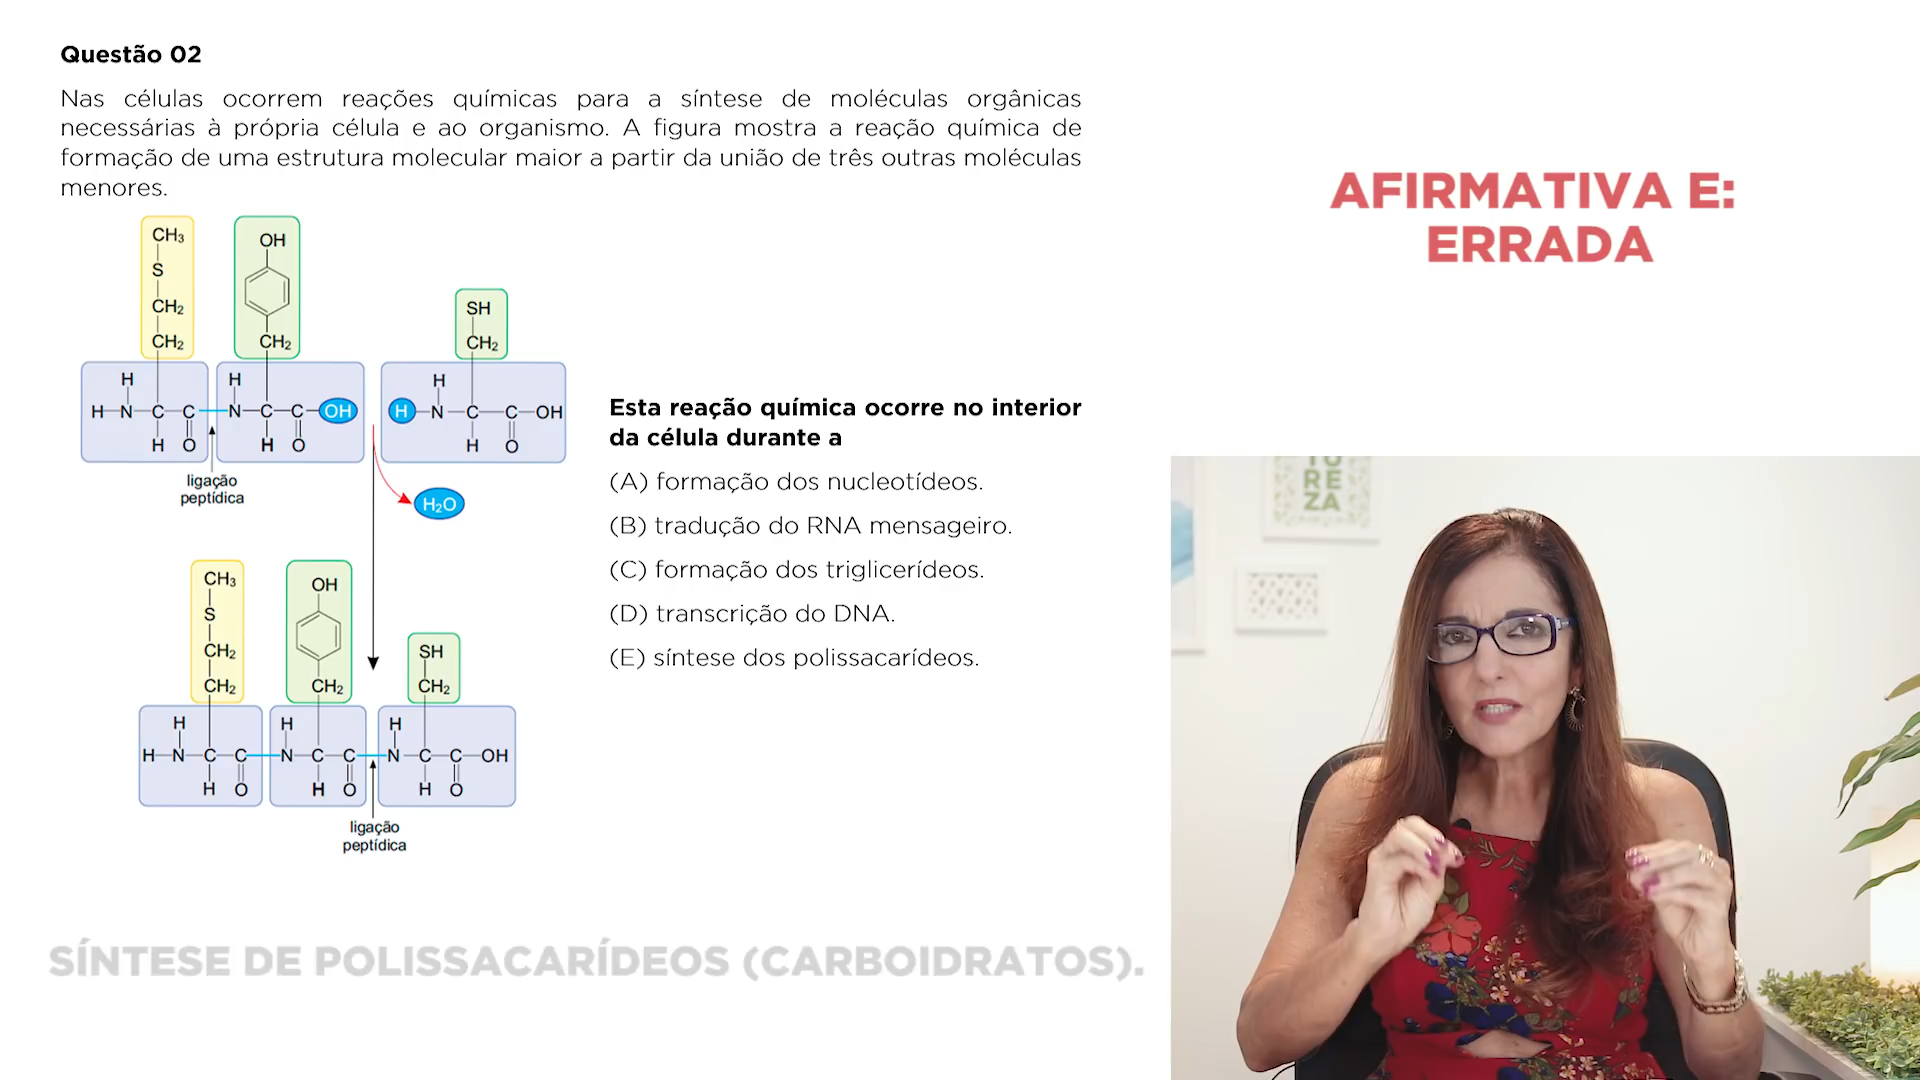 Questão 02
Nas células ocorrem reações químicas para a síntese de moléculas orgânicas
necessárias à própria célula e ao organismo. A figura mostra a reação química de
formação de uma estrutura molecular maior a partir da união de três outras moléculas
menores.
AFIRMATIVA E:
ERRADA
CH₃
S
CH₂
CH₂
OH
CH₂
SH
CH₂
H
H N C C
H O
H
N C C OH
H O
H
H N C C OH
H O
ligação
peptídica
H₂O
CH₃
S
CH₂
CH₂
OH
CH₂
SH
CH₂
H
H N C C
H O
H
N C C
H O
H
N C C OH
H O
ligação
peptídica
Esta reação química ocorre no interior
da célula durante a
(A) formação dos nucleotídeos.
(B) tradução do RNA mensageiro.
(C) formação dos triglicerídeos.
(D) transcrição do DNA.
(E) síntese dos polissacarídeos.
RE
ZA
SÍNTESE DE POLISSACARÍDEOS (CARBOIDRATOS).